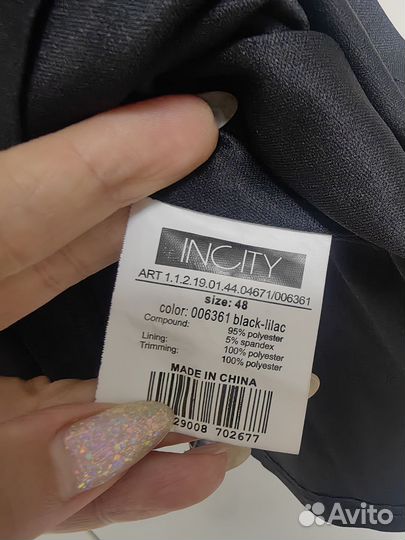 INCITY
ART 1.1.2.19.01.44.04671/006361
size: 48
color: 006361 black-lilac
Compound: 95% polyester
5% spandex
Lining: 100% polyester
Trimming: 100% polyester
MADE IN CHINA
29008 702677
Avito